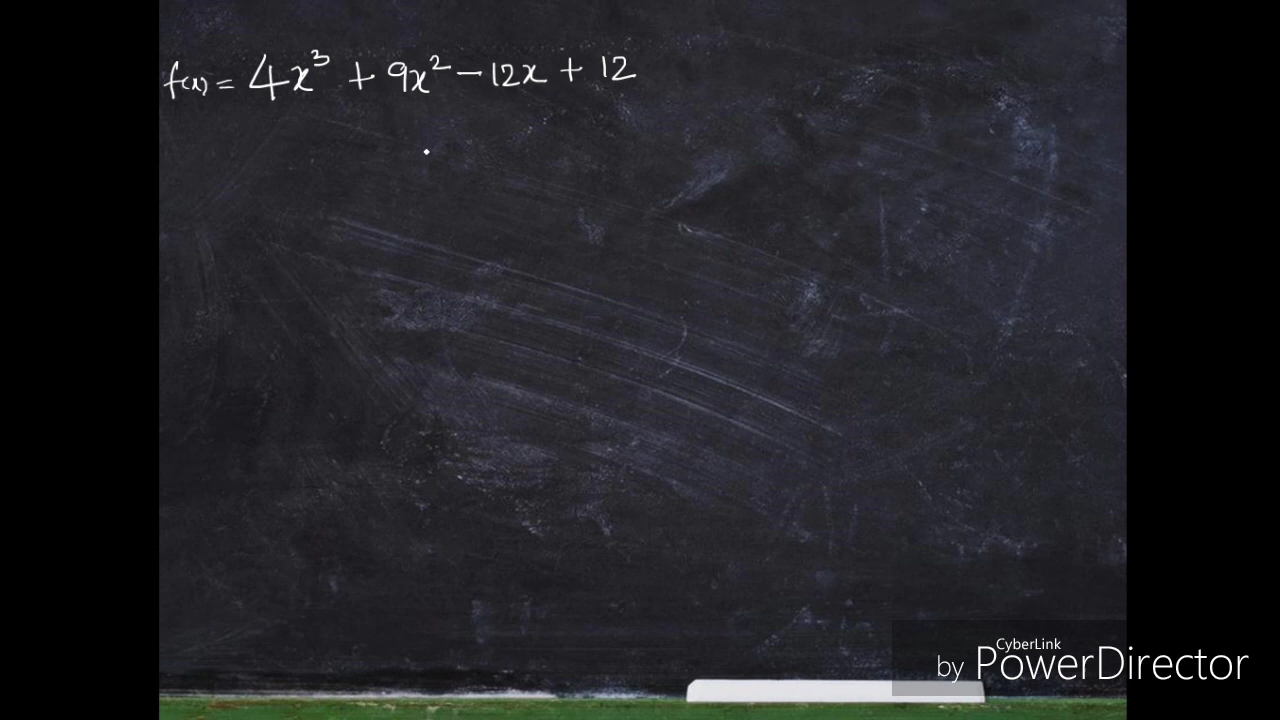 f(x) = 4x³ + 9x² - 12x + 12
CyberLink
by PowerDirector